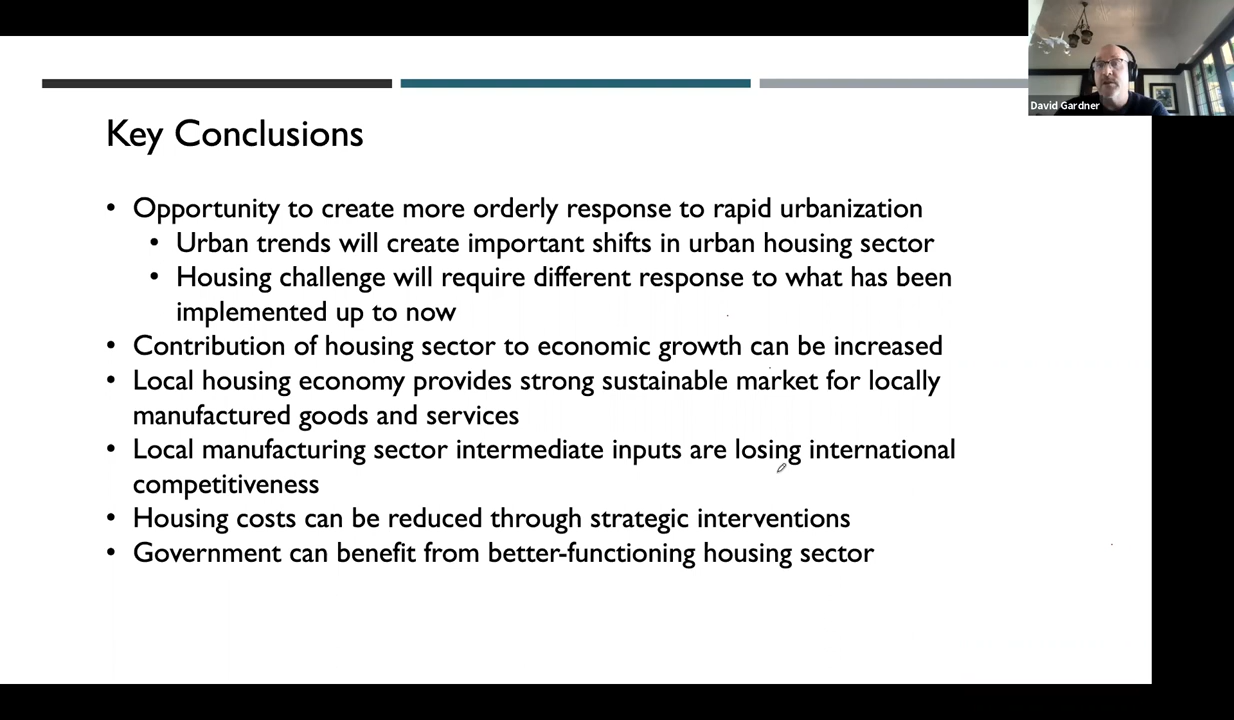 David Gardner
Key Conclusions
• Opportunity to create more orderly response to rapid urbanization
• Urban trends will create important shifts in urban housing sector
• Housing challenge will require different response to what has been
implemented up to now
• Contribution of housing sector to economic growth can be increased
• Local housing economy provides strong sustainable market for locally
manufactured goods and services
• Local manufacturing sector intermediate inputs are losing international
competitiveness
• Housing costs can be reduced through strategic interventions
• Government can benefit from better-functioning housing sector